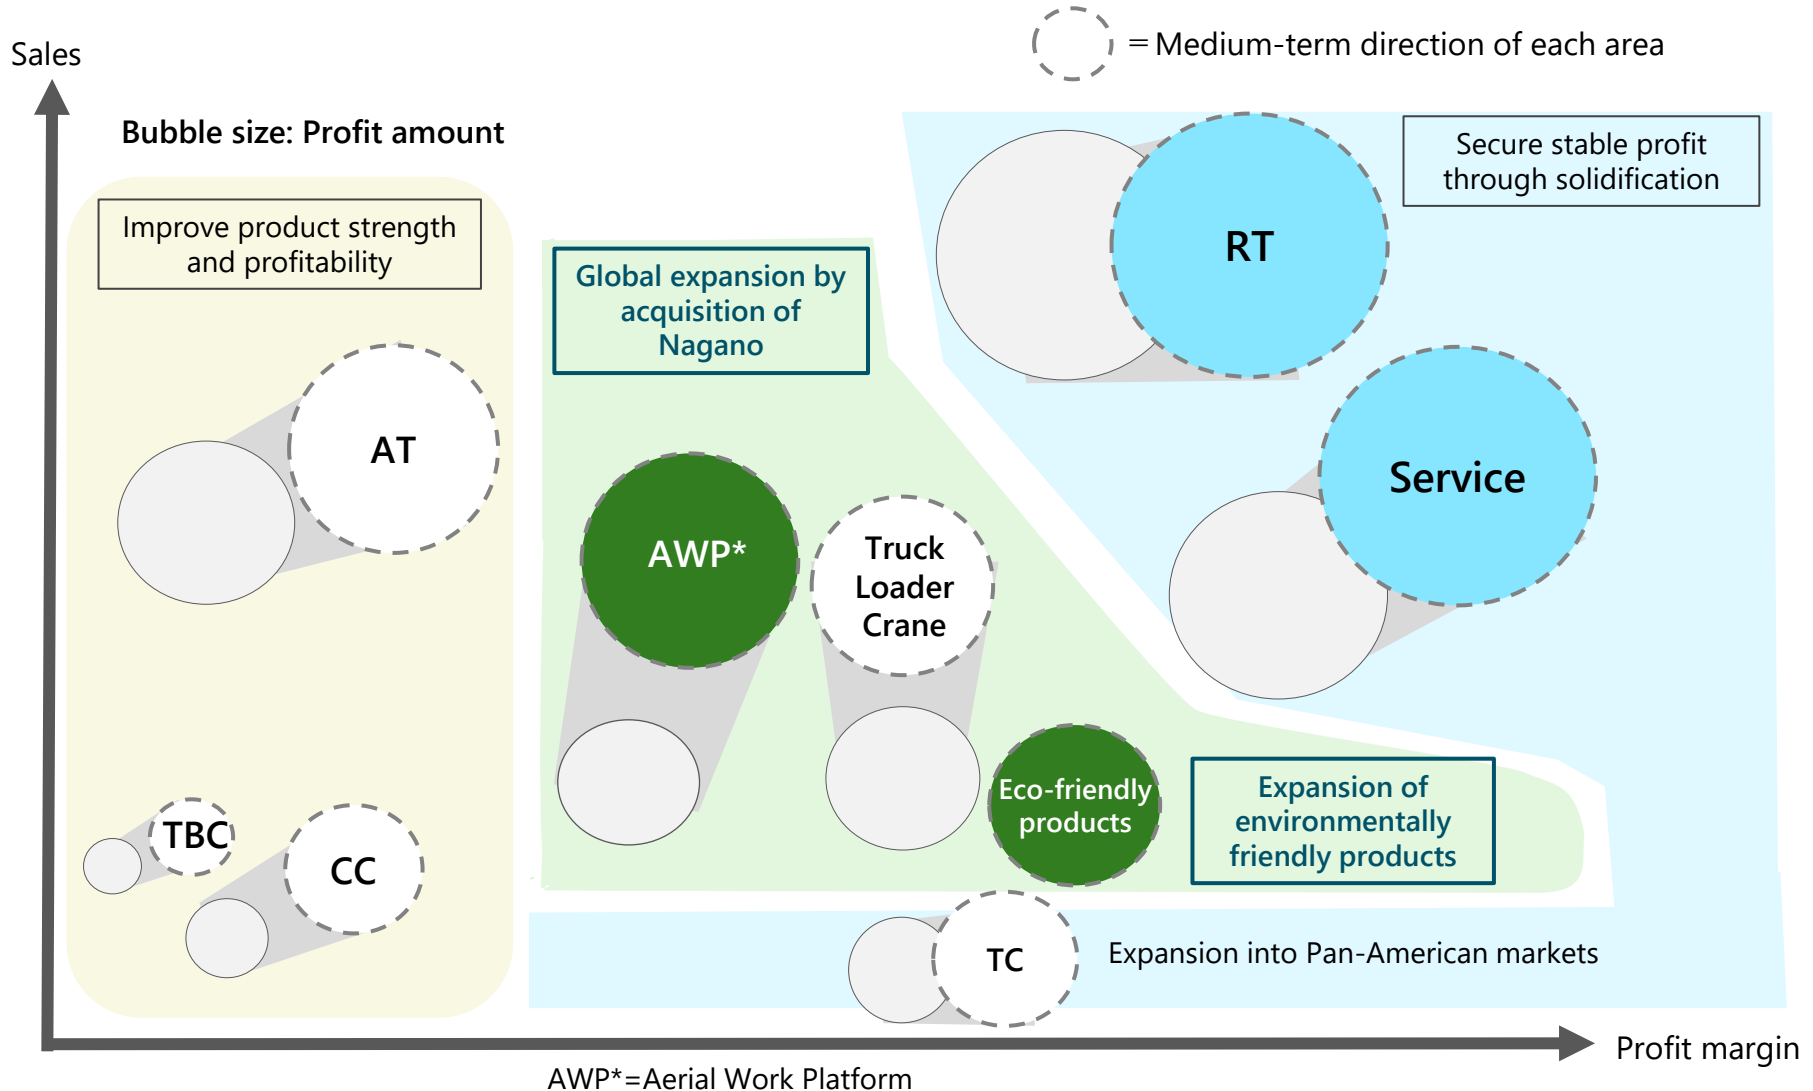 = Medium-term direction of each area
Sales
Bubble size: Profit amount
Secure stable profit
through solidification
Improve product strength
and profitability
RT
Global expansion by
acquisition of
Nagano
AT
Service
AWP*
Truck
Loader
Crane
Eco-friendly
products
Expansion of
environmentally
friendly products
TBC
CC
TC
Expansion into Pan-American markets
Profit margin
AWP*=Aerial Work Platform